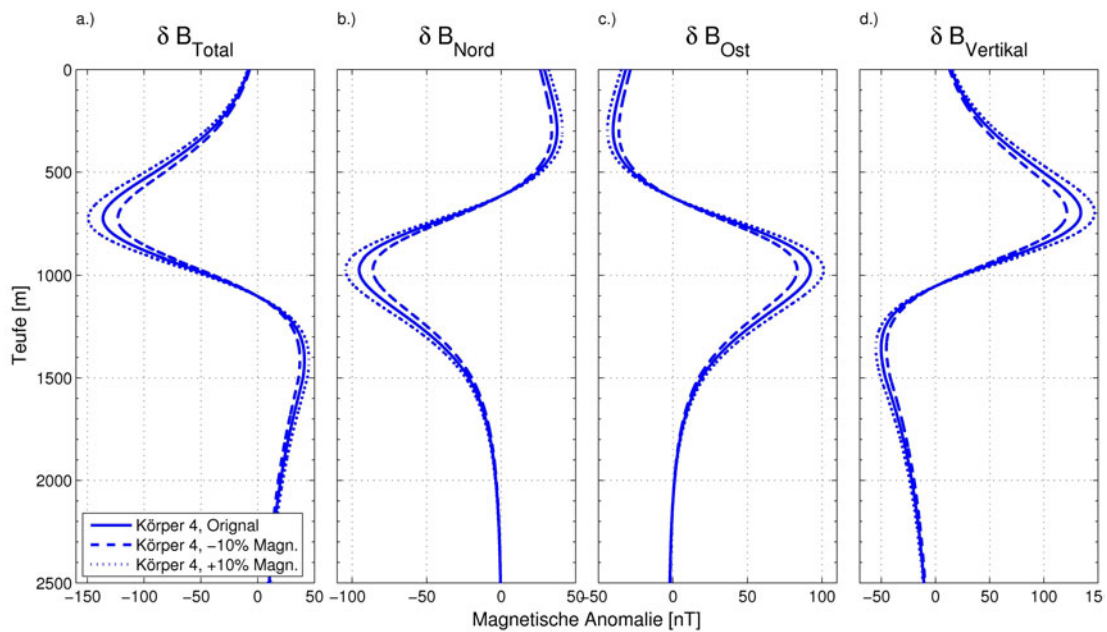 a.)
δ B_Total
b.)
δ B_Nord
c.)
δ B_Ost
d.)
δ B_Vertikal
Teufe [m]
0
500
1000
1500
2000
2500
Körper 4, Orignal
Körper 4, −10% Magn.
Körper 4, +10% Magn.
−150 −100 −50 0 50
−100 −50 0 50
−50 0 50 100
−50 0 50 100 15
Magnetische Anomalie [nT]